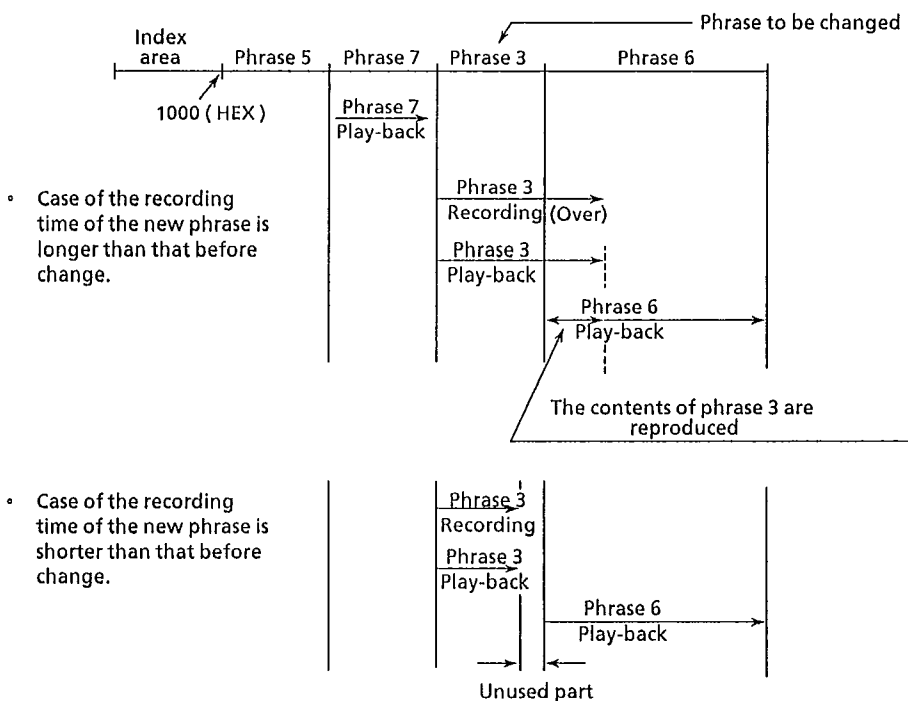 Phrase to be changed
Index
area
Phrase 5
Phrase 7
Phrase 3
Phrase 6
1000 ( HEX )
Phrase 7
Play-back
° Case of the recording
time of the new phrase is
longer than that before
change.
Phrase 3
Recording (Over)
Phrase 3
Play-back
Phrase 6
Play-back
The contents of phrase 3 are
reproduced
° Case of the recording
time of the new phrase is
shorter than that before
change.
Phrase 3
Recording
Phrase 3
Play-back
Phrase 6
Play-back
Unused part